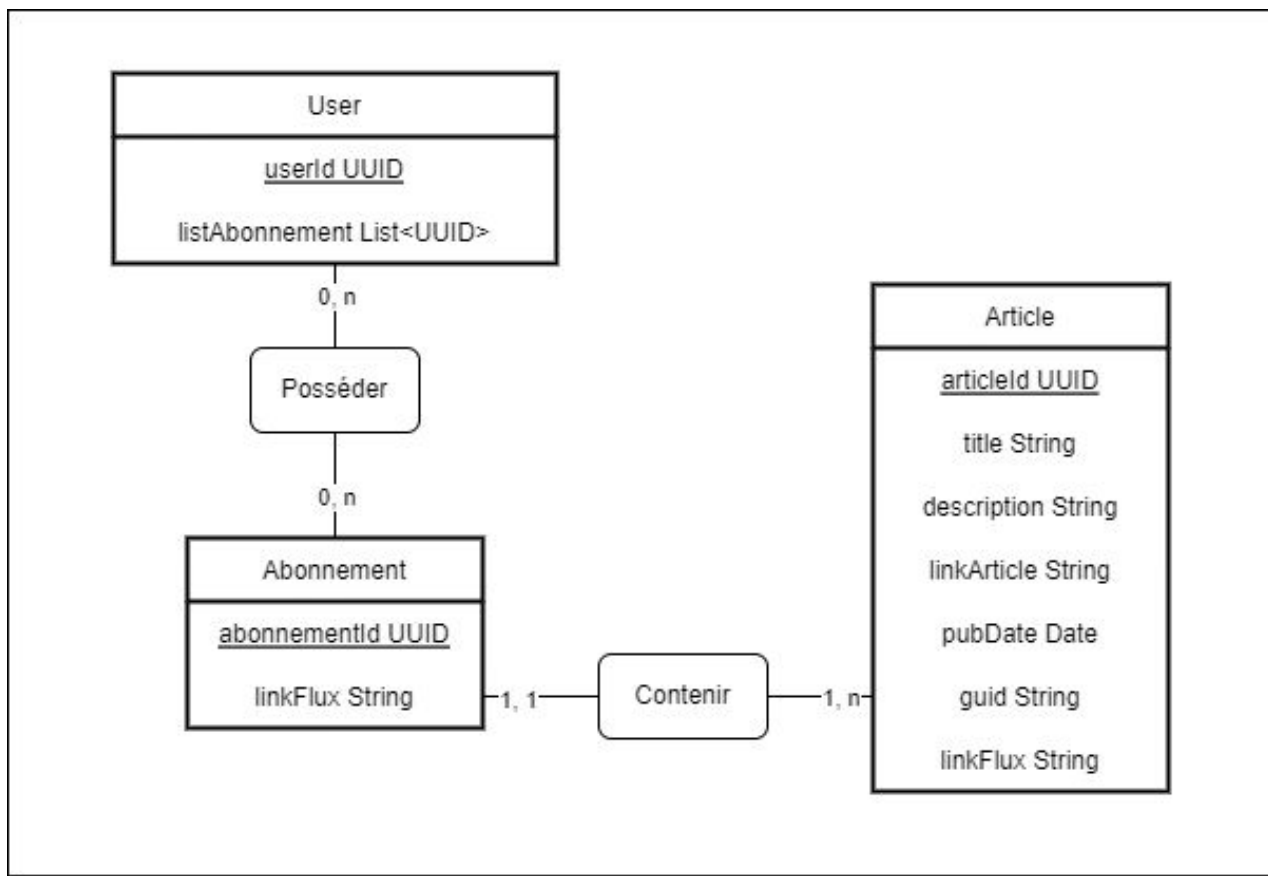 User
userId UUID
listAbonnement List<UUID>
0, n
Posséder
0, n
Abonnement
abonnementId UUID
linkFlux String
1, 1
Contenir
1, n
Article
articleId UUID
title String
description String
linkArticle String
pubDate Date
guid String
linkFlux String